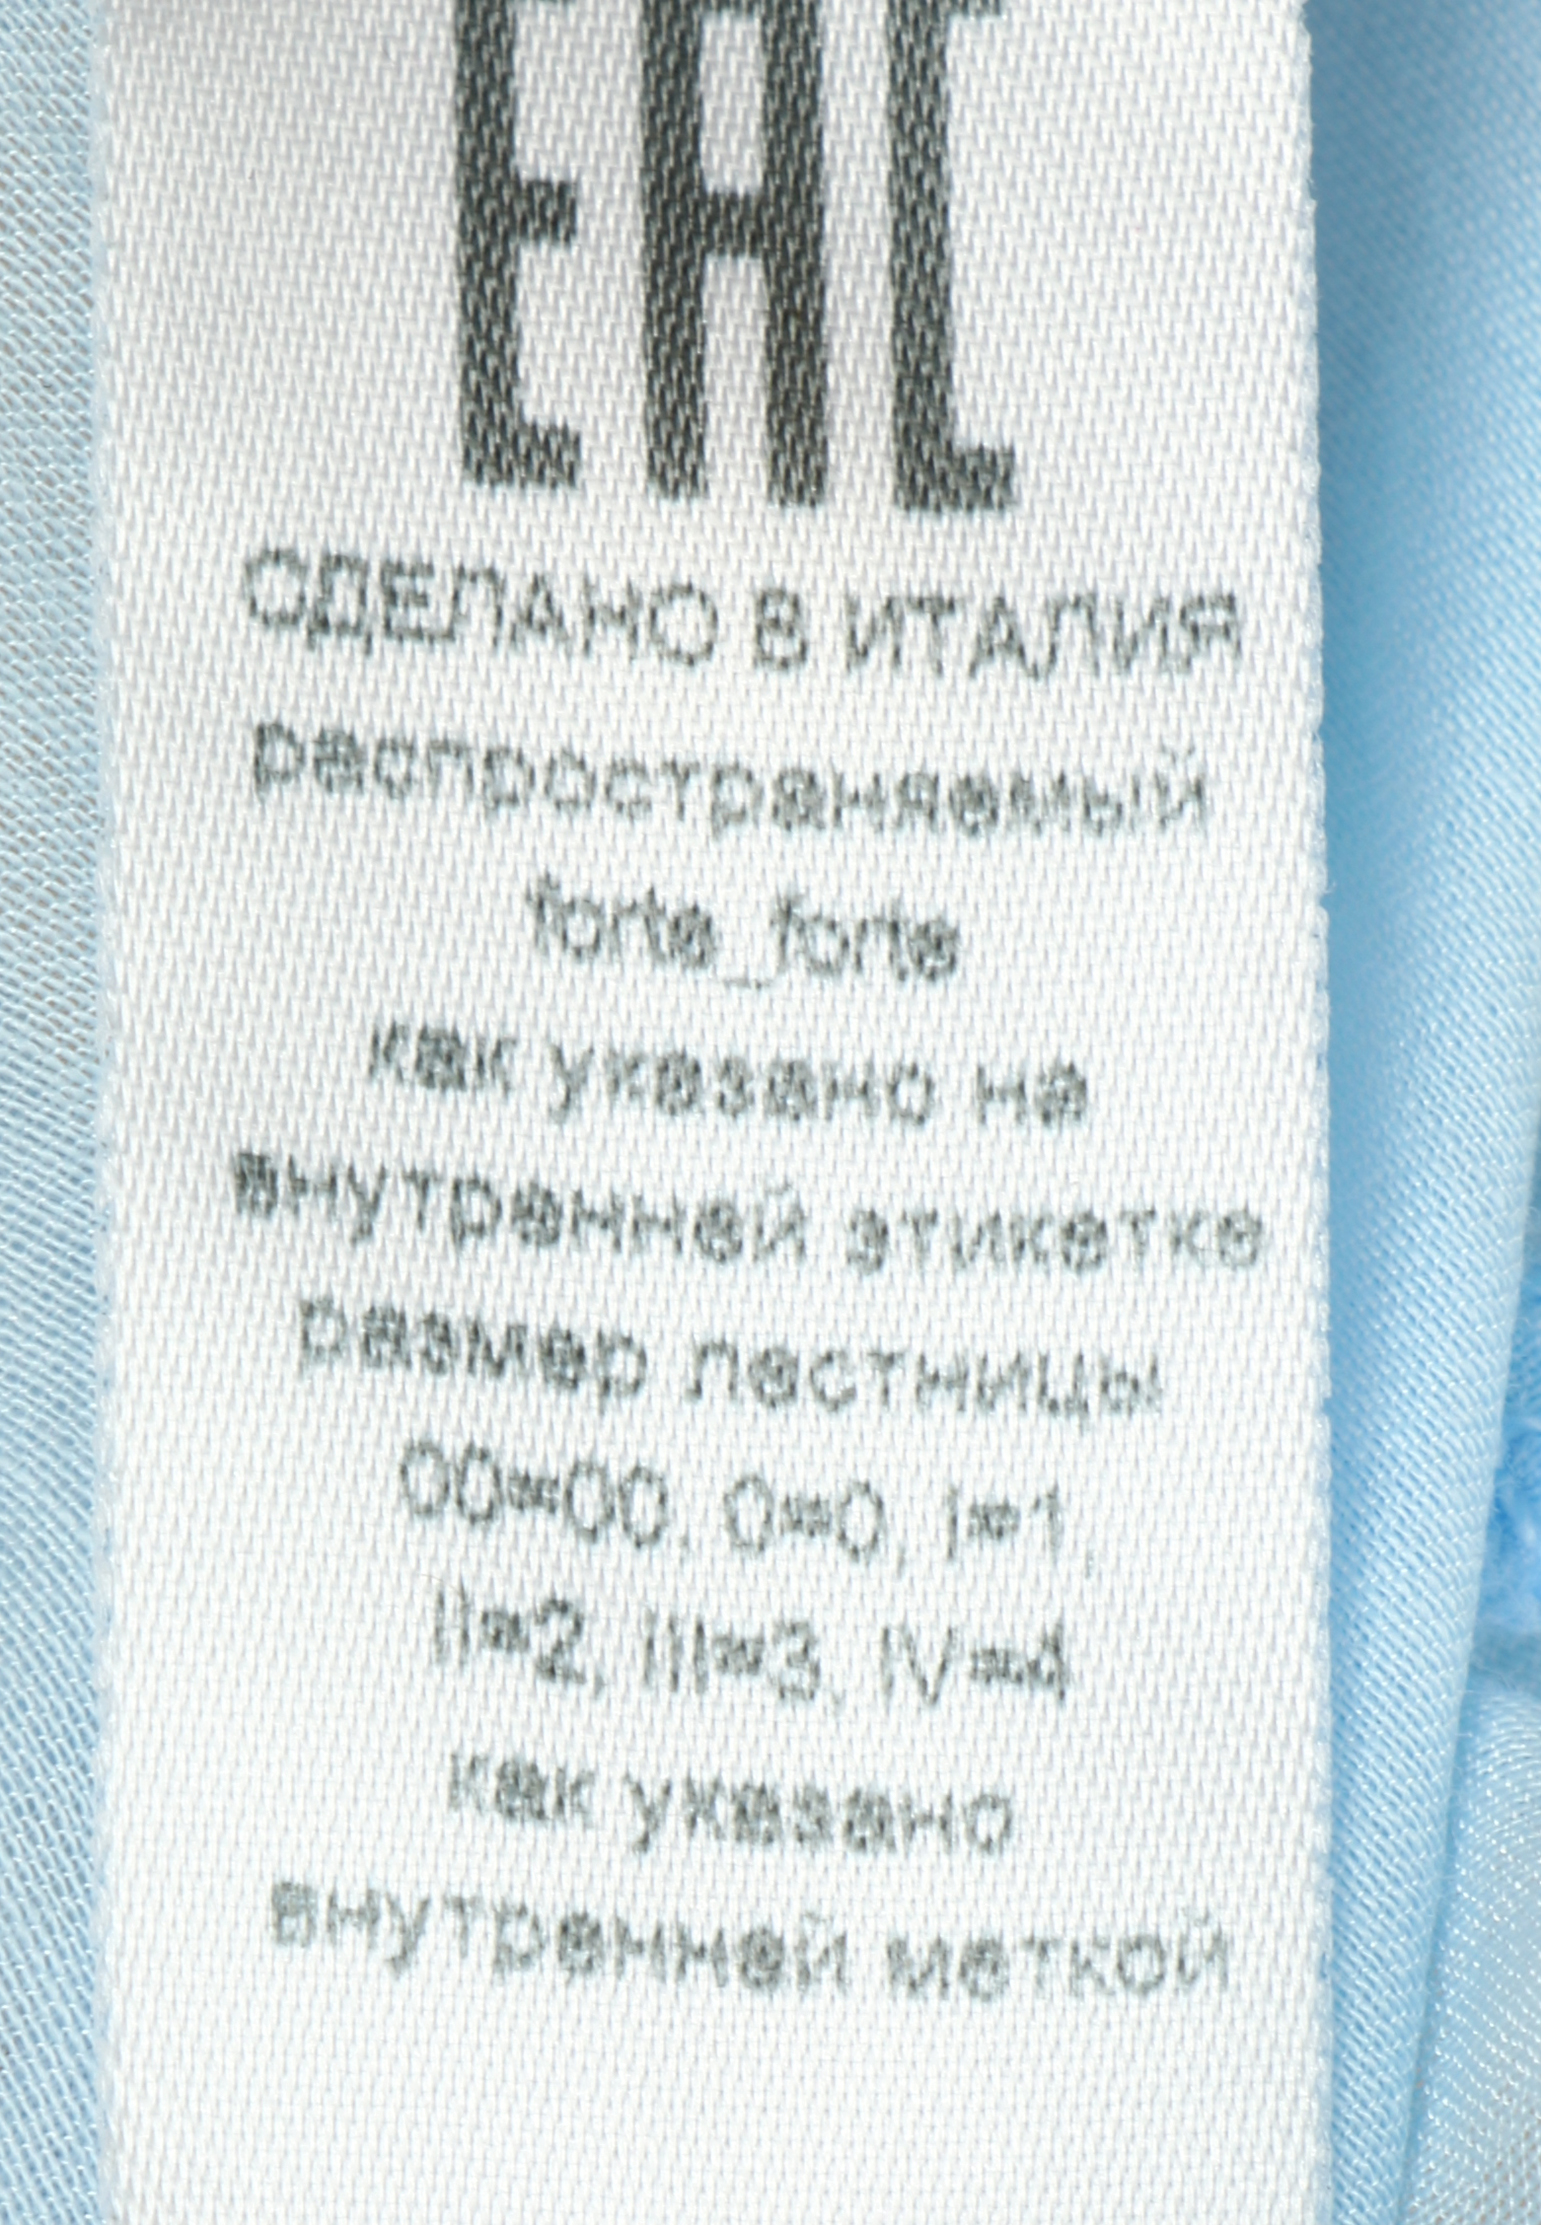 EAC
СДЕЛАНО В ИТАЛИЯ
распространяемый
forte_forte
как указано на
внутренней этикетке
размер лестницы
00=00, 0=0, I=1
II=2, III=3, IV=4
как указано
внутренней меткой